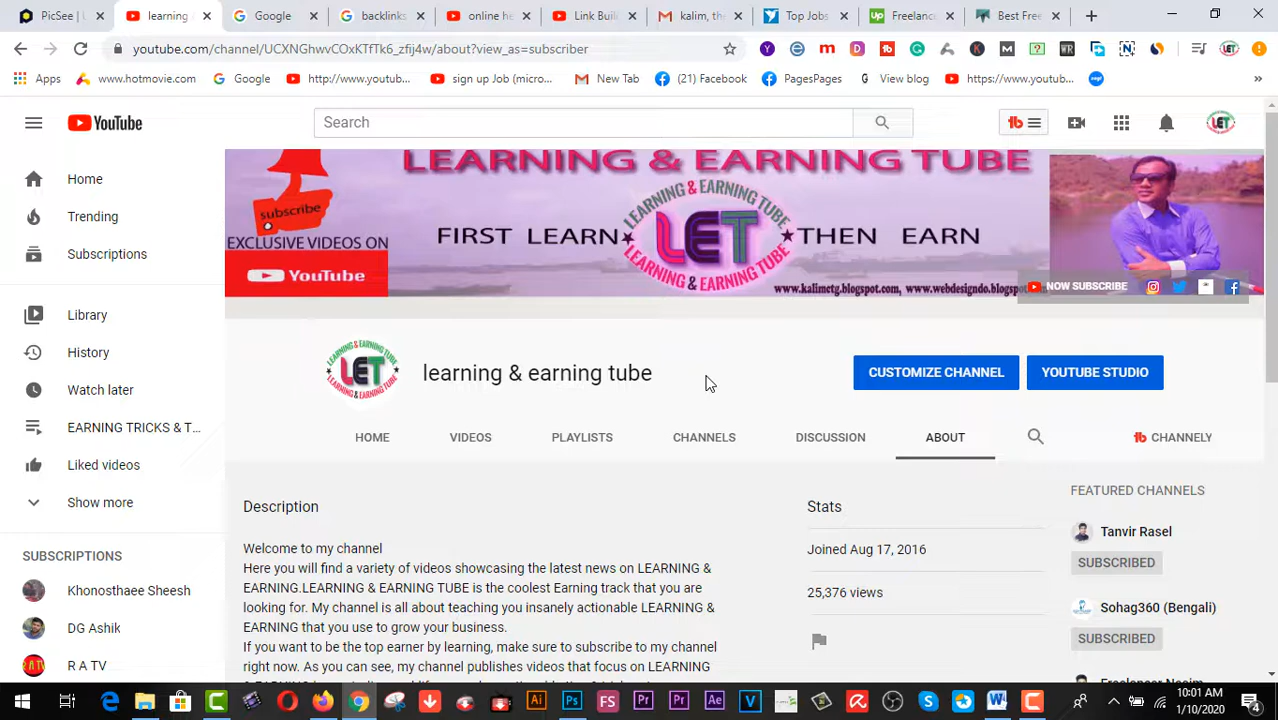 PicSee | U
learning
Google
backlinks
online he
Link Buil
kalim, the
Top Jobs
Freelanc
Best Free
youtube.com/channel/UCXNGhwvCOxKTfTk6_zfij4w/about?view_as=subscriber
Apps
www.hotmovie.com
Google
http://www.youtub...
sign up Job (micro...
New Tab
(21) Facebook
PagesPages
View blog
https://www.youtub...
YouTube
Search
Home
Trending
Subscriptions
Library
History
Watch later
EARNING TRICKS & T...
Liked videos
Show more
SUBSCRIPTIONS
Khonosthaee Sheesh
DG Ashik
R A TV
LEARNING & EARNING TUBE
subscribe
EXCLUSIVE VIDEOS ON
YouTube
FIRST LEARN
LEARNING & EARNING TUBE
LET
LEARNING & EARNING TUBE
THEN EARN
www.kalimctg.blogspot.com, www.webdesigndo.blogspo
NOW SUBSCRIBE
LET
learning & earning tube
CUSTOMIZE CHANNEL
YOUTUBE STUDIO
HOME
VIDEOS
PLAYLISTS
CHANNELS
DISCUSSION
ABOUT
CHANNELY
Description
Welcome to my channel
Here you will find a variety of videos showcasing the latest news on LEARNING &
EARNING.LEARNING & EARNING TUBE is the coolest Earning track that you are
looking for. My channel is all about teaching you insanely actionable LEARNING &
EARNING that you use to grow your business.
If you want to be the top earner by learning, make sure to subscribe to my channel
right now. As you can see, my channel publishes videos that focus on LEARNING
Stats
Joined Aug 17, 2016
25,376 views
FEATURED CHANNELS
Tanvir Rasel
SUBSCRIBED
Sohag360 (Bengali)
SUBSCRIBED
10:01 AM
1/10/2020